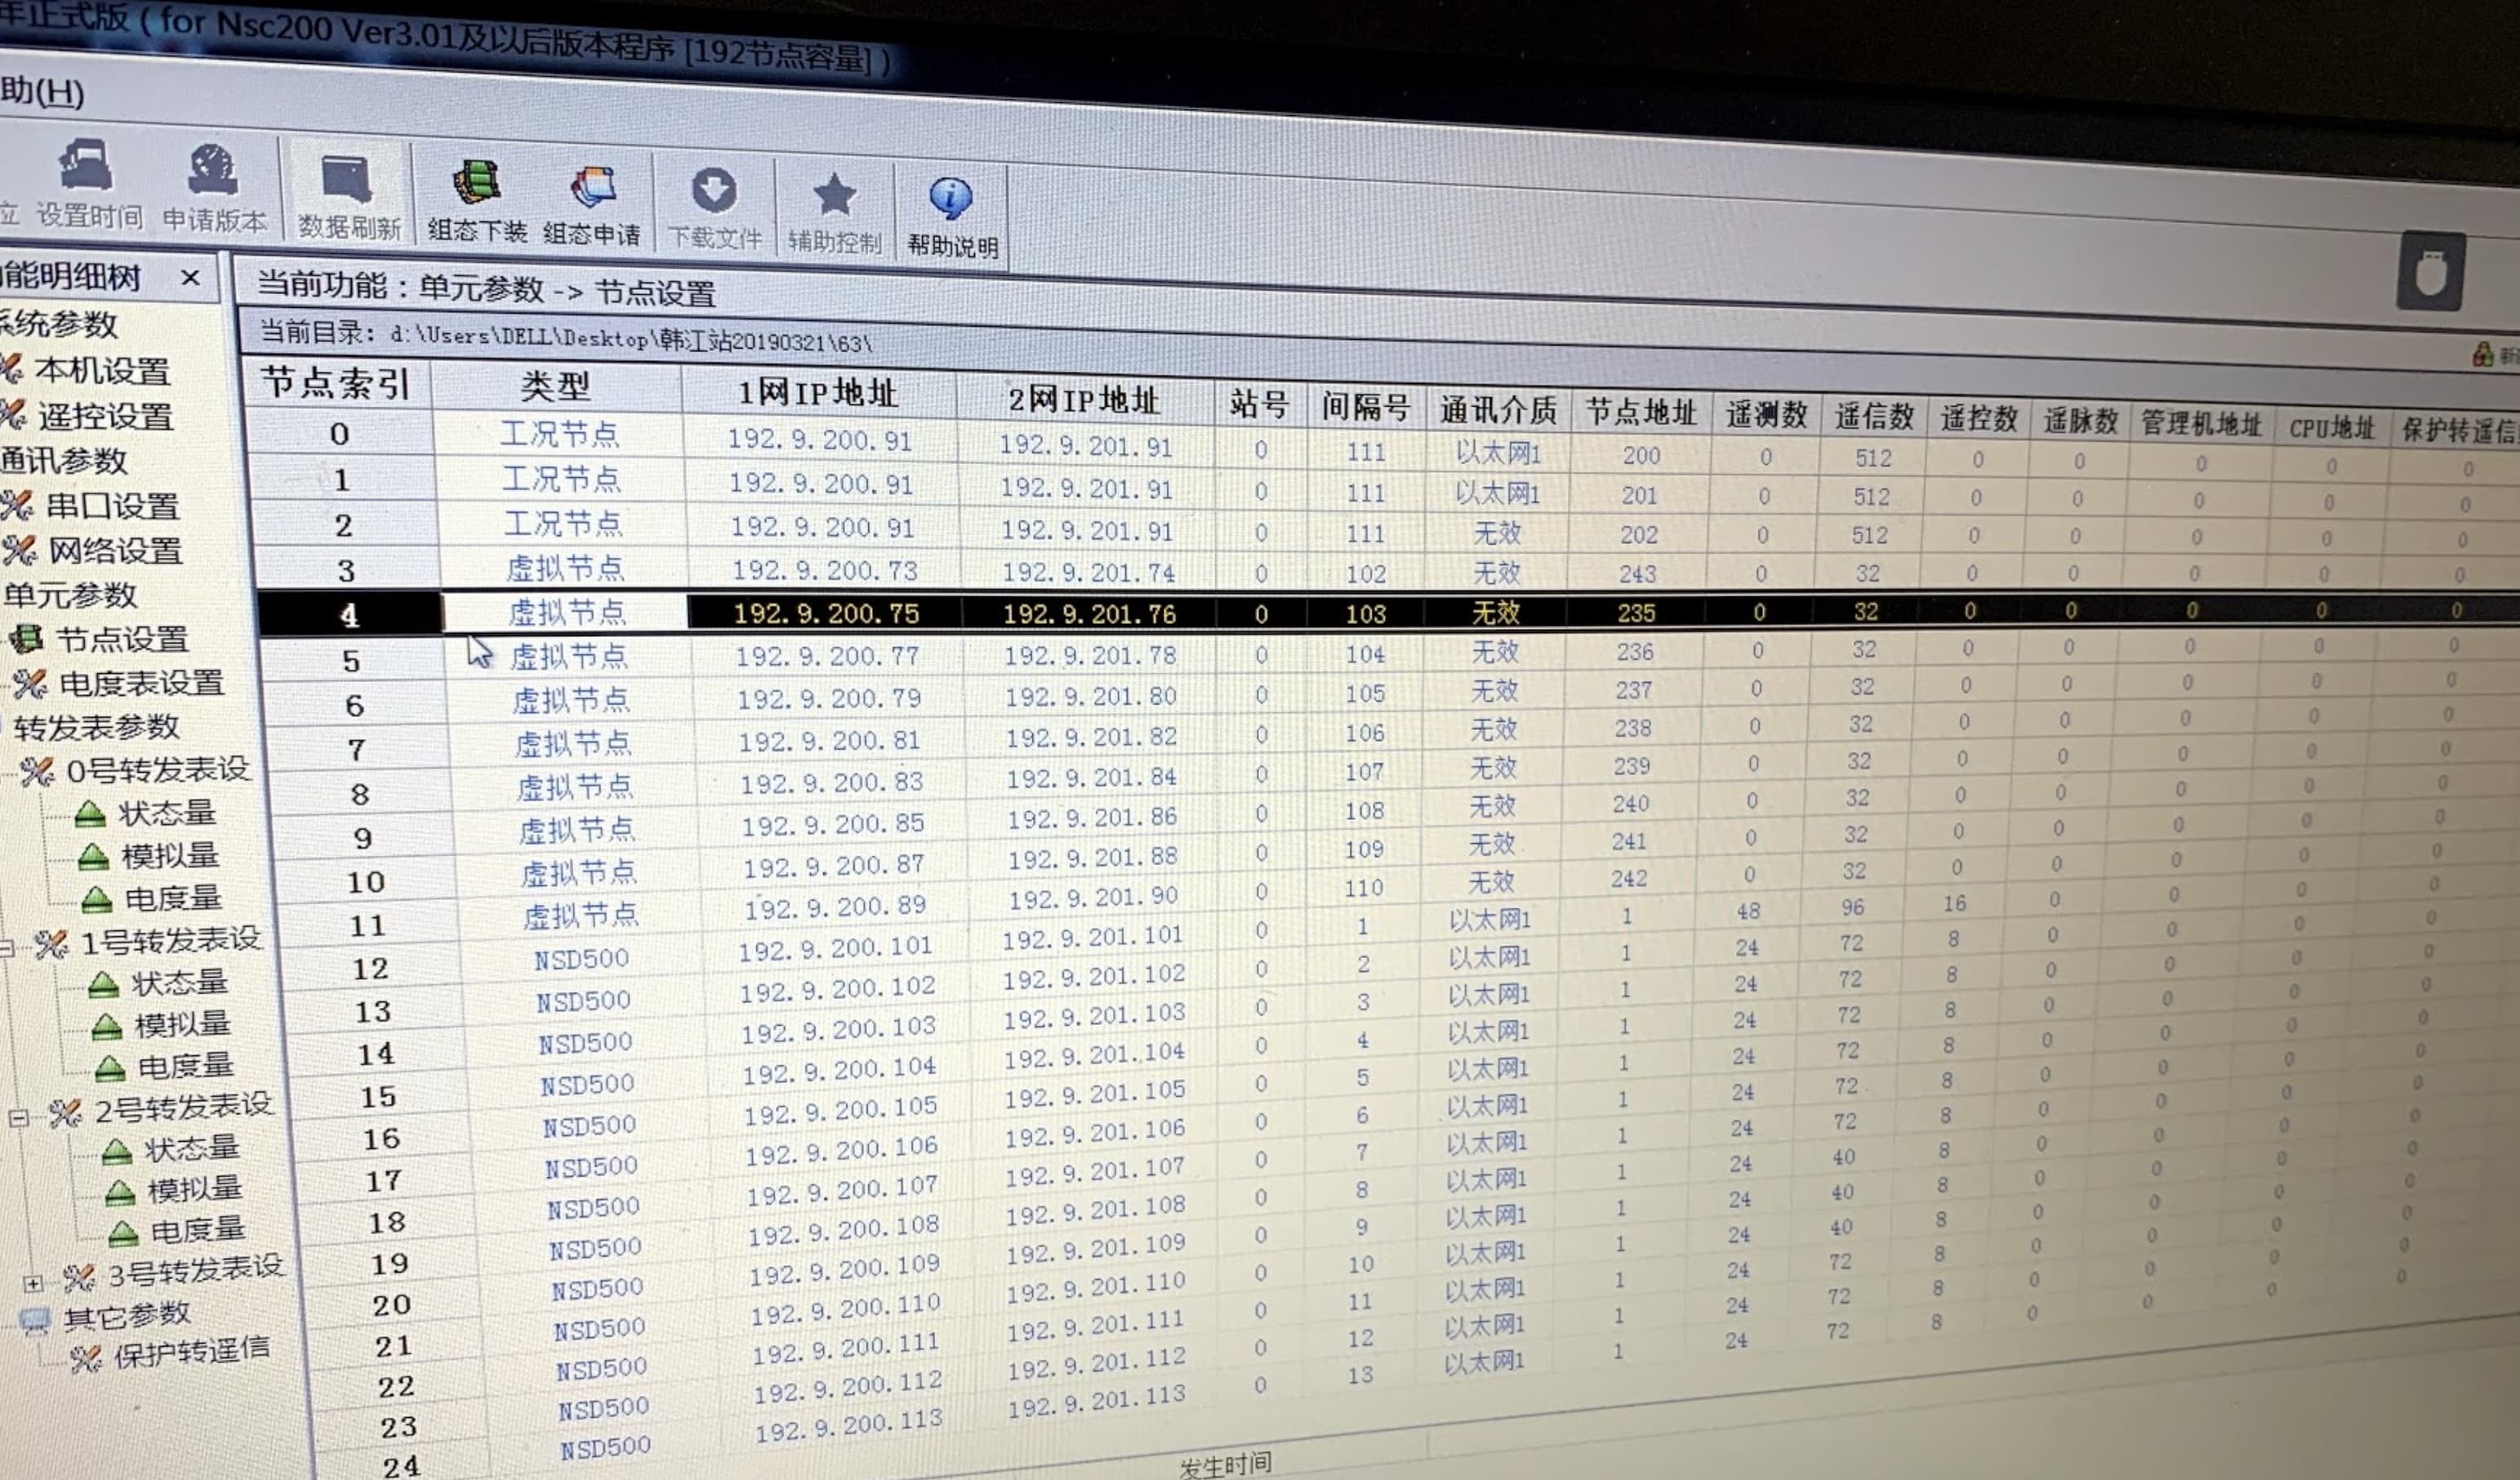 年正式版 ( for Nsc200 Ver3.01及以后版本程序 [192节点容量] )
助(H)
立 设置时间 申请版本 数据刷新 组态下装 组态申请 下载文件 辅助控制 帮助说明
能明细树 ×
系统参数
本机设置
遥控设置
通讯参数
串口设置
网络设置
单元参数
节点设置
电度表设置
转发表参数
0号转发表设
状态量
模拟量
电度量
1号转发表设
状态量
模拟量
电度量
2号转发表设
状态量
模拟量
电度量
3号转发表设
其它参数
保护转遥信
当前功能：单元参数 -> 节点设置
当前目录: d:\Users\DELL\Desktop\韩江站20190321\63\
节点索引 类型 1网IP地址 2网IP地址 站号 间隔号 通讯介质 节点地址 遥测数 遥信数 遥控数 遥脉数 管理机地址 CPU地址 保护转遥信
0 工况节点 192.9.200.91 192.9.201.91 0 111 以太网1 200 0 512 0 0 0 0 0
1 工况节点 192.9.200.91 192.9.201.91 0 111 以太网1 201 0 512 0 0 0 0 0
2 工况节点 192.9.200.91 192.9.201.91 0 111 无效 202 0 512 0 0 0 0 0
3 虚拟节点 192.9.200.73 192.9.201.74 0 102 无效 243 0 32 0 0 0 0 0
4 虚拟节点 192.9.200.75 192.9.201.76 0 103 无效 235 0 32 0 0 0 0 0
5 虚拟节点 192.9.200.77 192.9.201.78 0 104 无效 236 0 32 0 0 0 0 0
6 虚拟节点 192.9.200.79 192.9.201.80 0 105 无效 237 0 32 0 0 0 0 0
7 虚拟节点 192.9.200.81 192.9.201.82 0 106 无效 238 0 32 0 0 0 0 0
8 虚拟节点 192.9.200.83 192.9.201.84 0 107 无效 239 0 32 0 0 0 0 0
9 虚拟节点 192.9.200.85 192.9.201.86 0 108 无效 240 0 32 0 0 0 0 0
10 虚拟节点 192.9.200.87 192.9.201.88 0 109 无效 241 0 32 0 0 0 0 0
11 虚拟节点 192.9.200.89 192.9.201.90 0 110 无效 242 0 32 0 0 0 0 0
12 NSD500 192.9.200.101 192.9.201.101 0 1 以太网1 1 48 96 16 0 0 0 0
13 NSD500 192.9.200.102 192.9.201.102 0 2 以太网1 1 24 72 8 0 0 0 0
14 NSD500 192.9.200.103 192.9.201.103 0 3 以太网1 1 24 72 8 0 0 0 0
15 NSD500 192.9.200.104 192.9.201.104 0 4 以太网1 1 24 72 8 0 0 0 0
16 NSD500 192.9.200.105 192.9.201.105 0 5 以太网1 1 24 72 8 0 0 0 0
17 NSD500 192.9.200.106 192.9.201.106 0 6 以太网1 1 24 72 8 0 0 0 0
18 NSD500 192.9.200.107 192.9.201.107 0 7 以太网1 1 24 72 8 0 0 0 0
19 NSD500 192.9.200.108 192.9.201.108 0 8 以太网1 1 24 40 8 0 0 0 0
20 NSD500 192.9.200.109 192.9.201.109 0 9 以太网1 1 24 40 8 0 0 0 0
21 NSD500 192.9.200.110 192.9.201.110 0 10 以太网1 1 24 40 8 0 0 0 0
22 NSD500 192.9.200.111 192.9.201.111 0 11 以太网1 1 24 72 8 0 0 0 0
23 NSD500 192.9.200.112 192.9.201.112 0 12 以太网1 1 24 72 8 0 0 0 0
24 NSD500 192.9.200.113 192.9.201.113 0 13 以太网1 1 24 72 8 0 0 0 0
发生时间